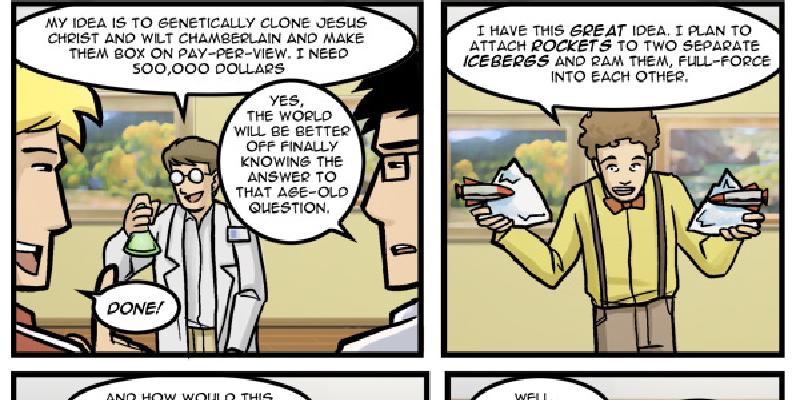 MY IDEA IS TO GENETICALLY CLONE JESUS
CHRIST AND WILT CHAMBERLAIN AND MAKE
THEM BOX ON PAY-PER-VIEW. I NEED
500,000 DOLLARS
YES,
THE WORLD
WILL BE BETTER
OFF FINALLY
KNOWING THE
ANSWER TO
THAT AGE-OLD
QUESTION.
DONE!
I HAVE THIS GREAT IDEA. I PLAN TO
ATTACH ROCKETS TO TWO SEPARATE
ICEBERGS AND RAM THEM, FULL-FORCE
INTO EACH OTHER.
AND HOW WOULD THIS
WELL,